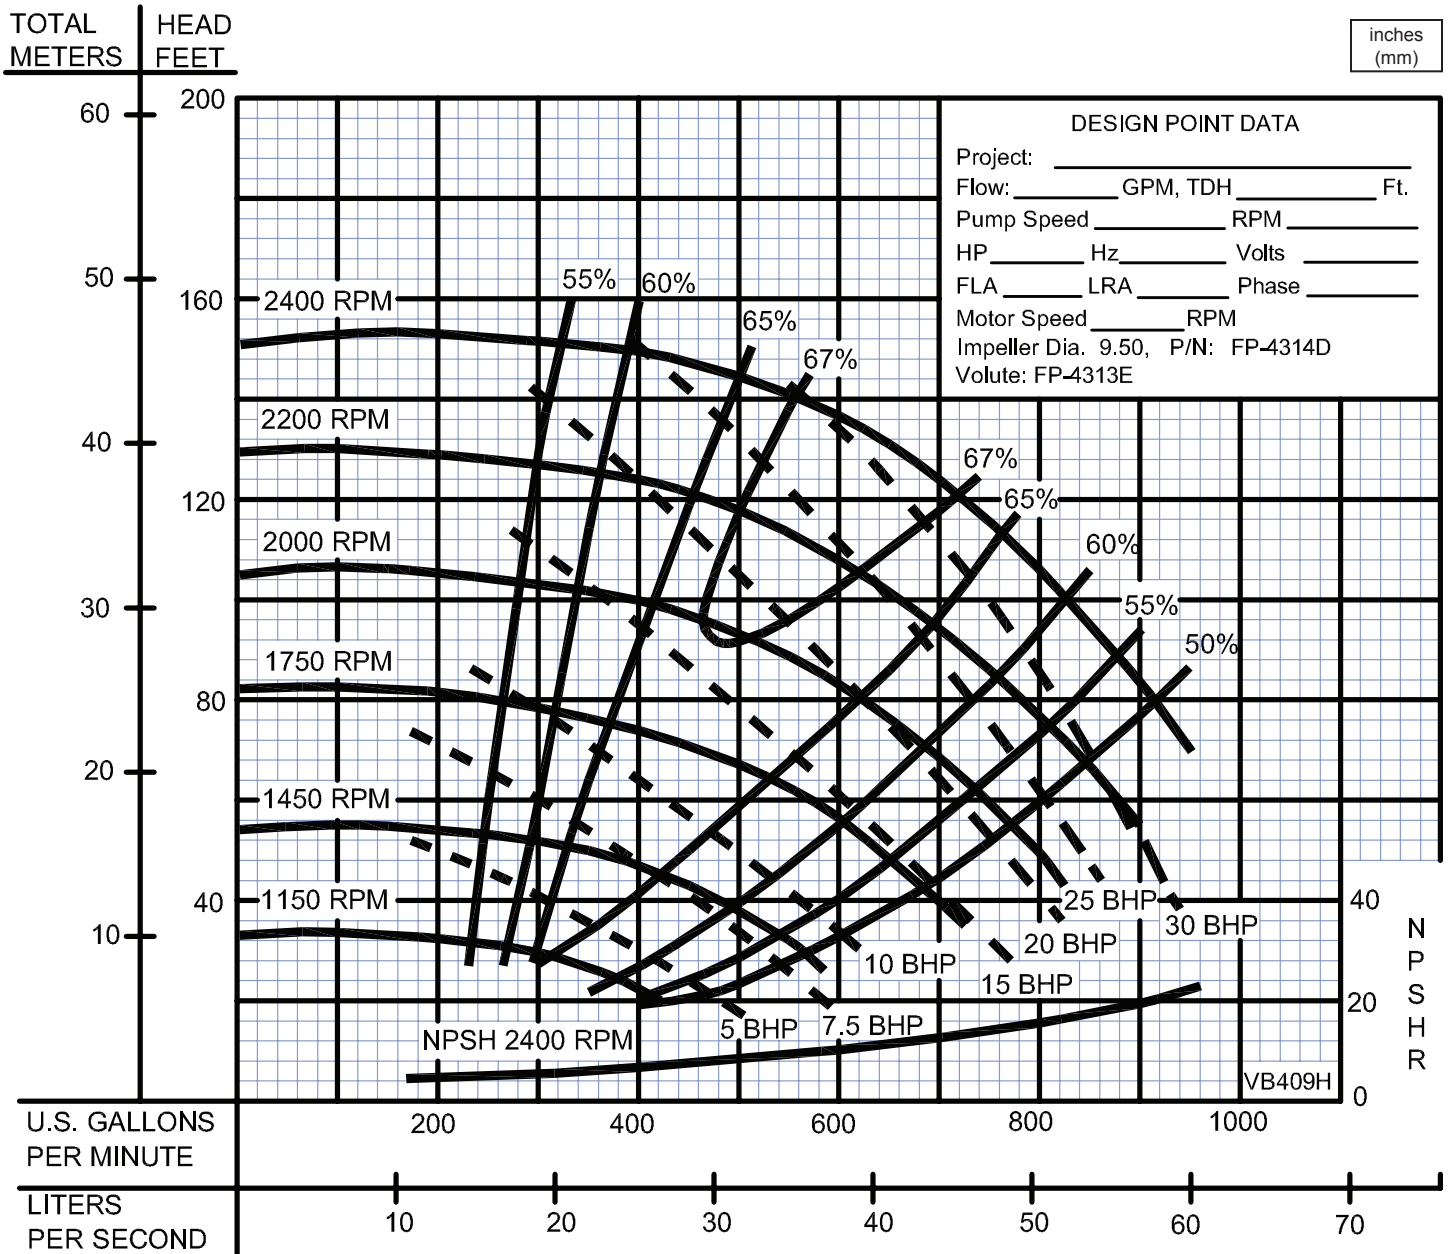 TOTAL HEAD
METERS FEET
inches
(mm)
60
50
40
30
20
10
200
160
120
80
40
DESIGN POINT DATA
Project:
Flow: GPM, TDH Ft.
Pump Speed RPM
HP Hz Volts
FLA LRA Phase
Motor Speed RPM
Impeller Dia. 9.50, P/N: FP-4314D
Volute: FP-4313E
55%
60%
65%
67%
67%
65%
60%
55%
50%
2400 RPM
2200 RPM
2000 RPM
1750 RPM
1450 RPM
1150 RPM
NPSH 2400 RPM
5 BHP
7.5 BHP
10 BHP
15 BHP
20 BHP
25 BHP
30 BHP
40
20
0
NPSHR
VB409H
U.S. GALLONS
PER MINUTE
200 400 600 800 1000
LITERS
PER SECOND
10 20 30 40 50 60 70